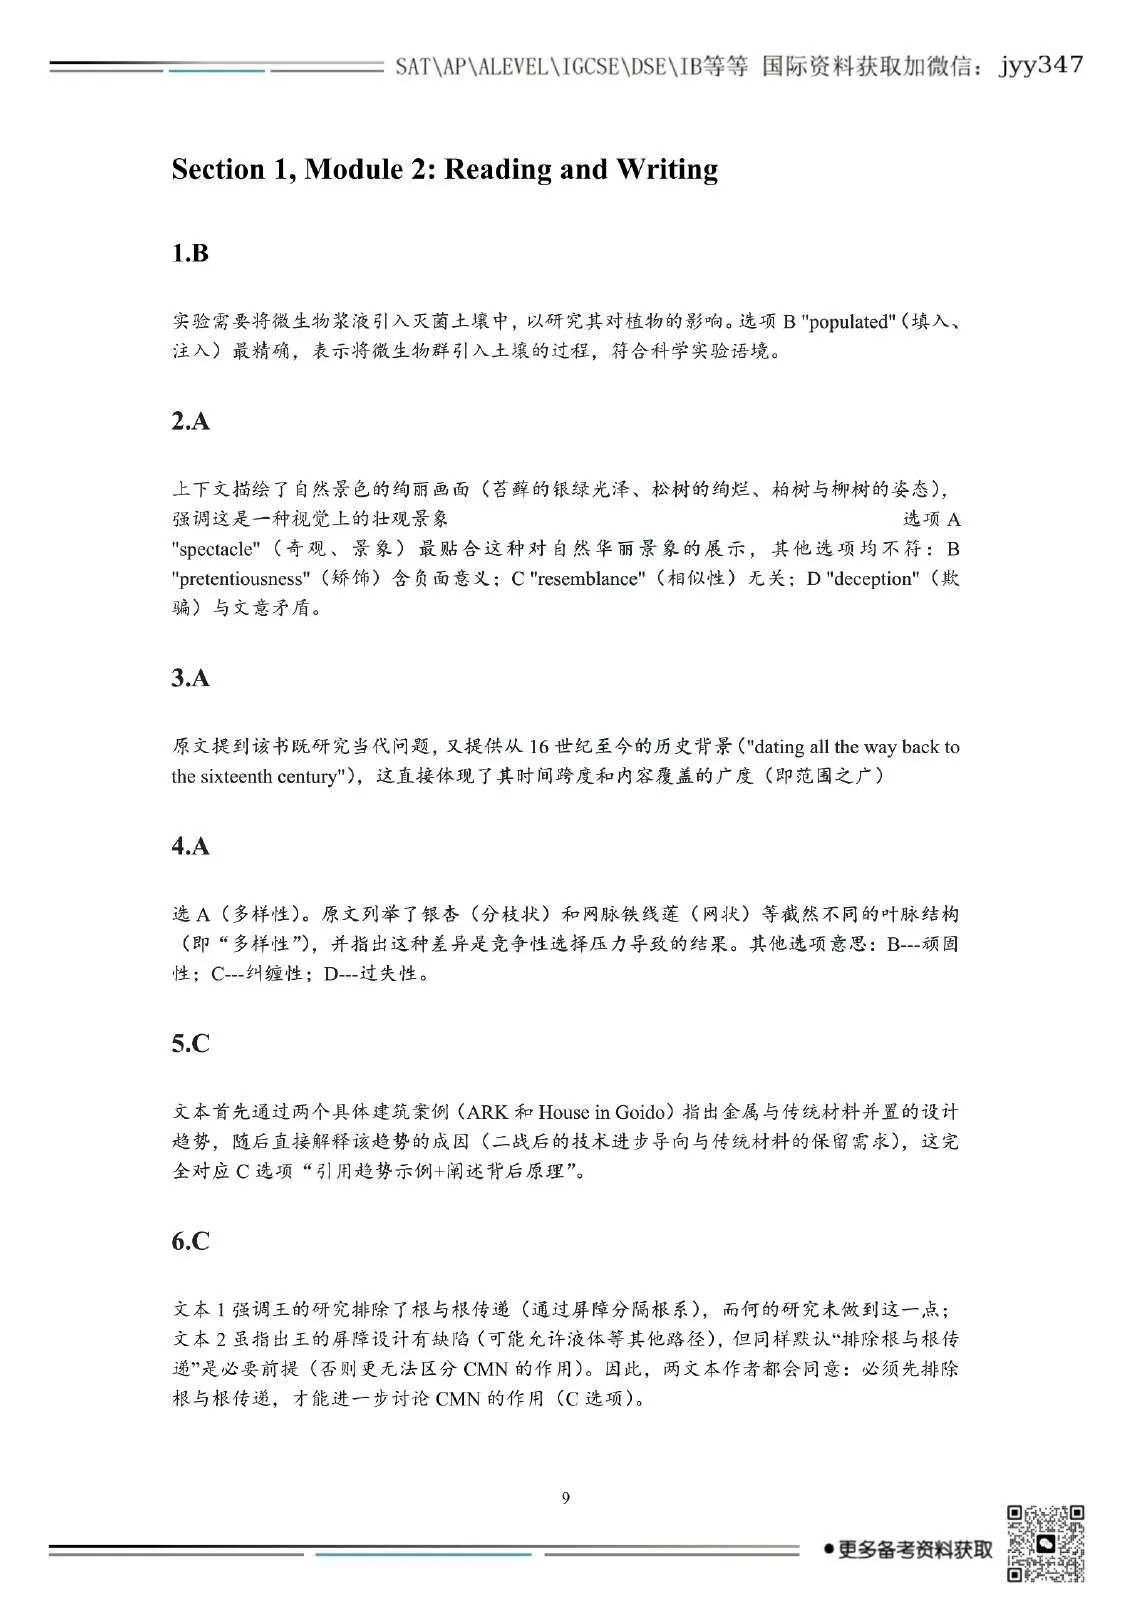 SAT\AP\ALEVEL\IGCSE\DSE\IB等等 国际资料获取加微信： jyy347
Section 1, Module 2: Reading and Writing
1.B
实验需要将微生物浆液引入灭菌土壤中，以研究其对植物的影响。选项 B "populated"（填入、
注入）最精确，表示将微生物群引入土壤的过程，符合科学实验语境。
2.A
上下文描绘了自然景色的绚丽画面（苔藓的银绿光泽、松树的绚烂、柏树与柳树的姿态），
强调这是一种视觉上的壮观景象 选项 A
"spectacle"（奇观、景象）最贴合这种对自然华丽景象的展示，其他选项均不符：B
"pretentiousness"（矫饰）含负面意义；C "resemblance"（相似性）无关；D "deception"（欺
骗）与文意矛盾。
3.A
原文提到该书既研究当代问题，又提供从 16 世纪至今的历史背景（"dating all the way back to
the sixteenth century"），这直接体现了其时间跨度和内容覆盖的广度（即范围之广）
4.A
选 A（多样性）。原文列举了银杏（分枝状）和网脉铁线莲（网状）等截然不同的叶脉结构
（即“多样性”），并指出这种差异是竞争性选择压力导致的结果。其他选项意思：B---顽固
性；C---纠缠性；D---过失性。
5.C
文本首先通过两个具体建筑案例（ARK 和 House in Goido）指出金属与传统材料并置的设计
趋势，随后直接解释该趋势的成因（二战后的技术进步导向与传统材料的保留需求），这完
全对应 C 选项“引用趋势示例+阐述背后原理”。
6.C
文本 1 强调王的研究排除了根与根传递（通过屏障分隔根系），而何的研究未做到这一点；
文本 2 虽指出王的屏障设计有缺陷（可能允许液体等其他路径），但同样默认“排除根与根传
递”是必要前提（否则更无法区分 CMN 的作用）。因此，两文本作者都会同意：必须先排除
根与根传递，才能进一步讨论 CMN 的作用（C 选项）。
9
●更多备考资料获取